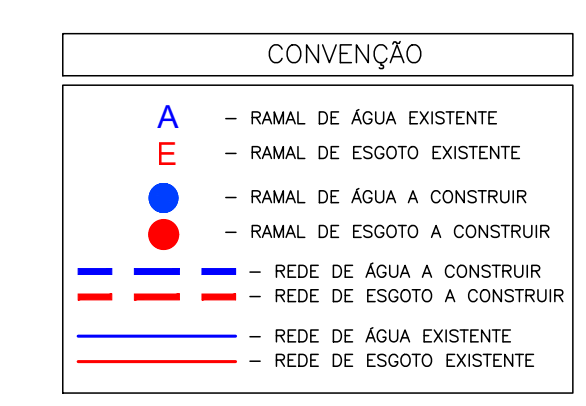 CONVENÇÃO
A – RAMAL DE ÁGUA EXISTENTE
E – RAMAL DE ESGOTO EXISTENTE
– RAMAL DE ÁGUA A CONSTRUIR
– RAMAL DE ESGOTO A CONSTRUIR
– REDE DE ÁGUA A CONSTRUIR
– REDE DE ESGOTO A CONSTRUIR
– REDE DE ÁGUA EXISTENTE
– REDE DE ESGOTO EXISTENTE